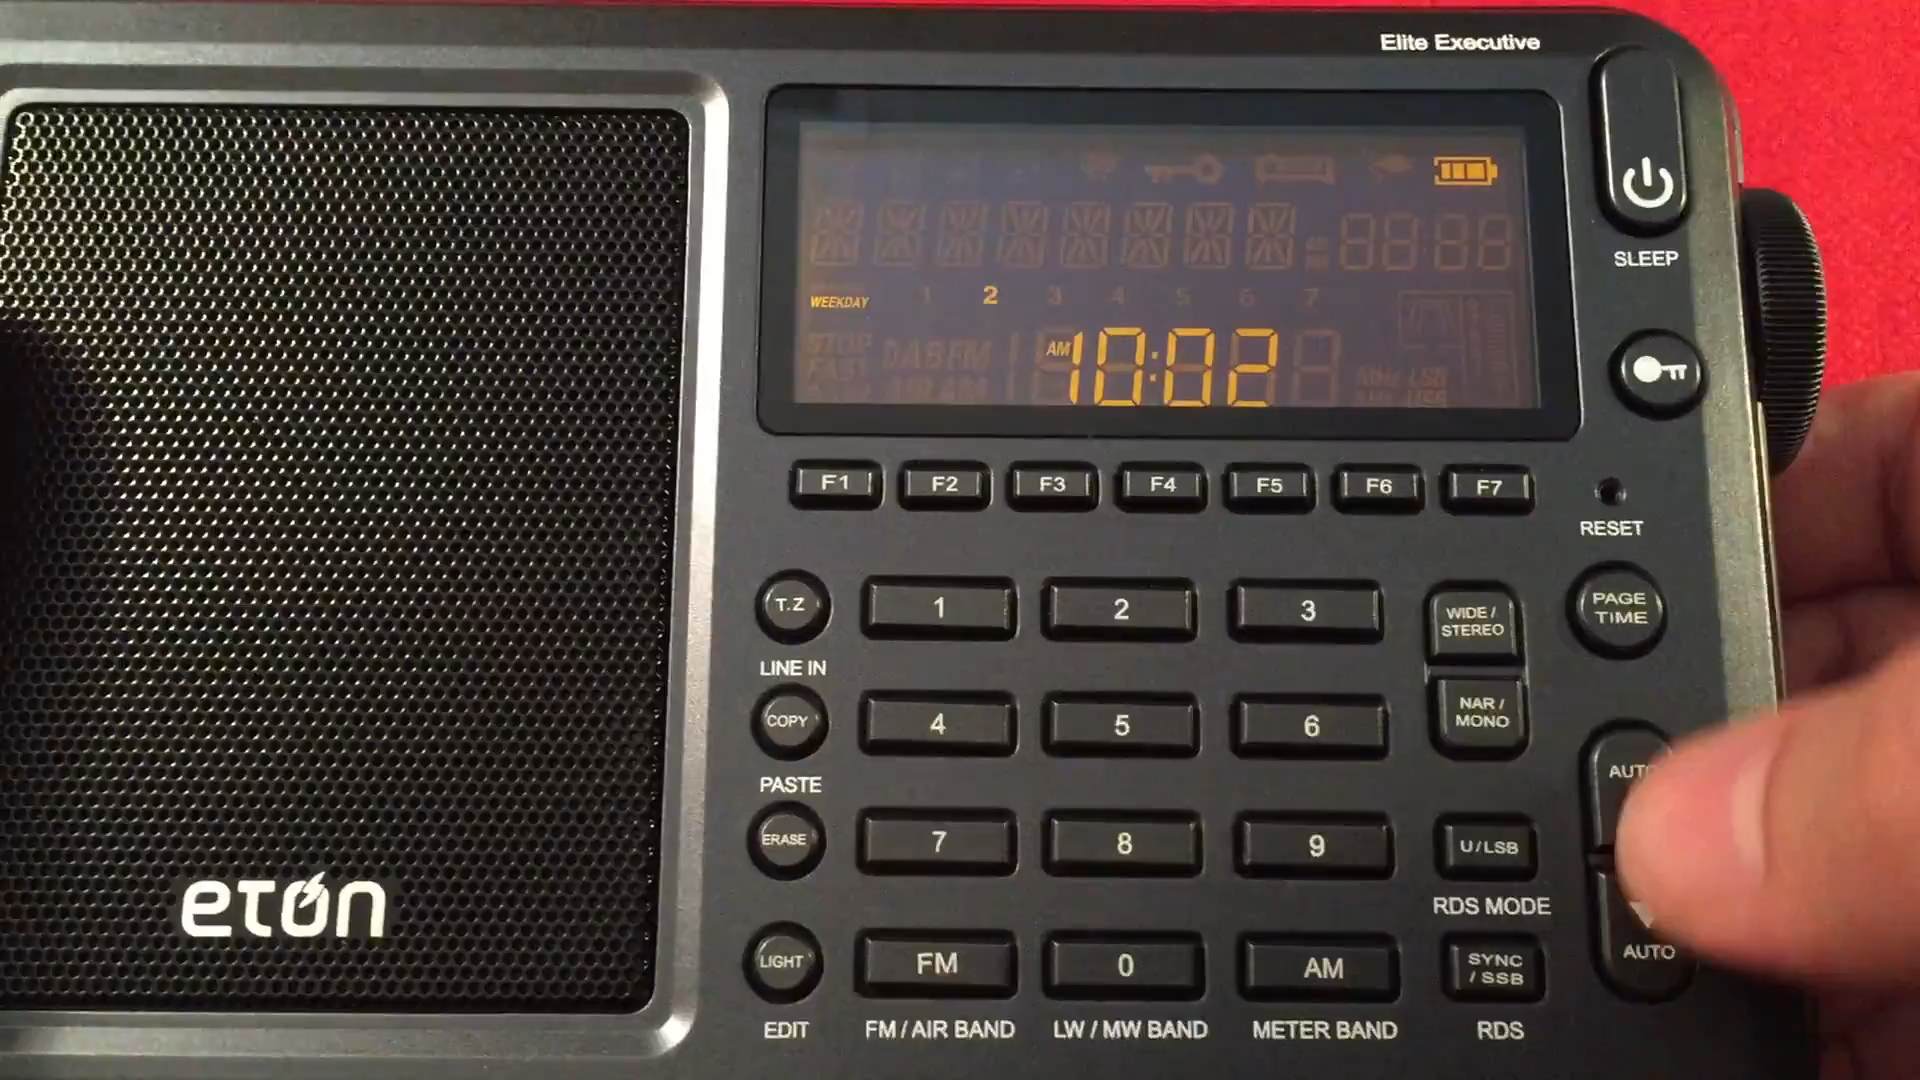 Elite Executive
WEEKDAY 1 2 3 4 5 6 7
AM 10:02
SLEEP
F1 F2 F3 F4 F5 F6 F7
RESET
T.Z 1 2 3 WIDE / STEREO PAGE TIME
LINE IN
COPY 4 5 6 NAR / MONO
PASTE
AUTO
ERASE 7 8 9 U/LSB
RDS MODE
eTÓN
LIGHT FM 0 AM SYNC / SSB AUTO
EDIT FM / AIR BAND LW / MW BAND METER BAND RDS